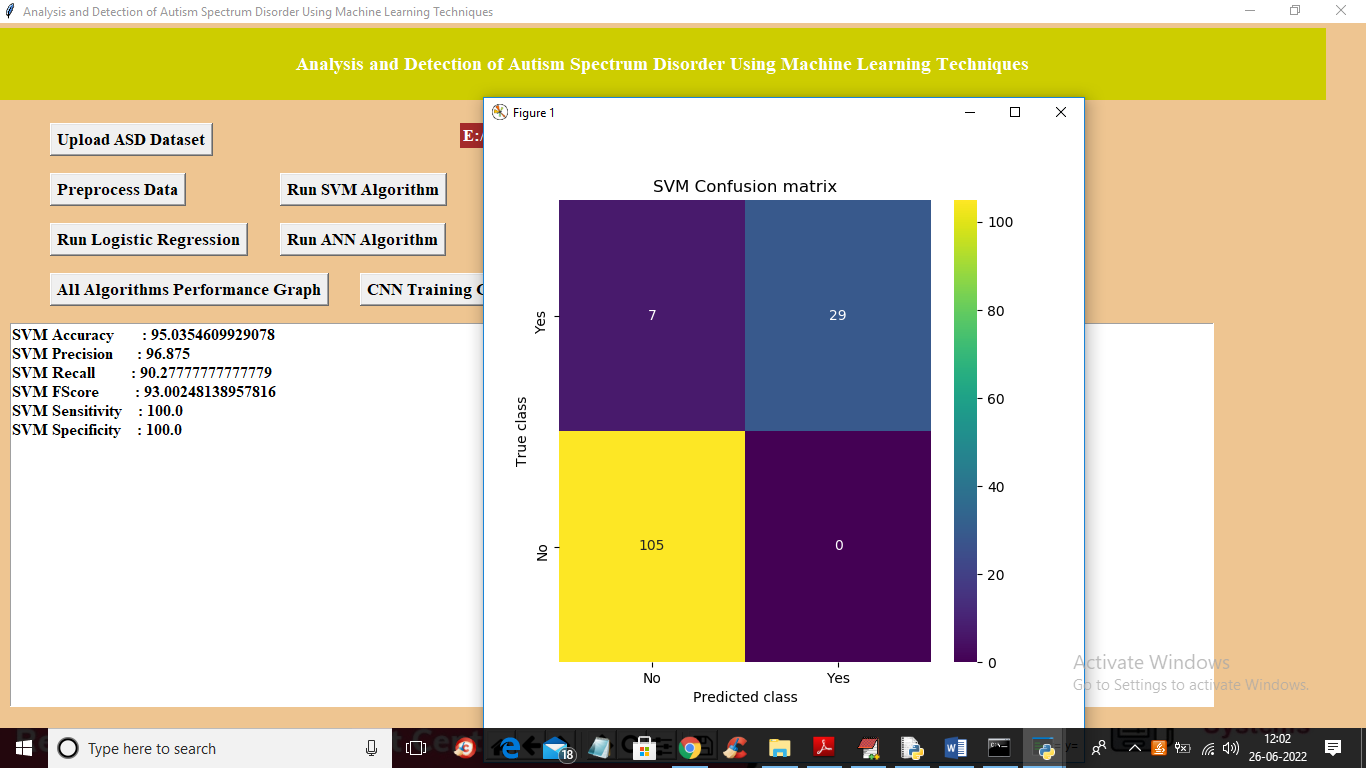 Analysis and Detection of Autism Spectrum Disorder Using Machine Learning Techniques
Analysis and Detection of Autism Spectrum Disorder Using Machine Learning Techniques
Upload ASD Dataset
E:/
Preprocess Data
Run SVM Algorithm
Run Logistic Regression
Run ANN Algorithm
All Algorithms Performance Graph
CNN Training
SVM Accuracy : 95.0354609929078
SVM Precision : 96.875
SVM Recall : 90.27777777777779
SVM FScore : 93.00248138957816
SVM Sensitivity : 100.0
SVM Specificity : 100.0
Figure 1
SVM Confusion matrix
True class
Yes
No
7
29
105
0
No
Yes
Predicted class
100
80
60
40
20
0
Activate Windows
Go to Settings to activate Windows.
Type here to search
18
12:02
26-06-2022